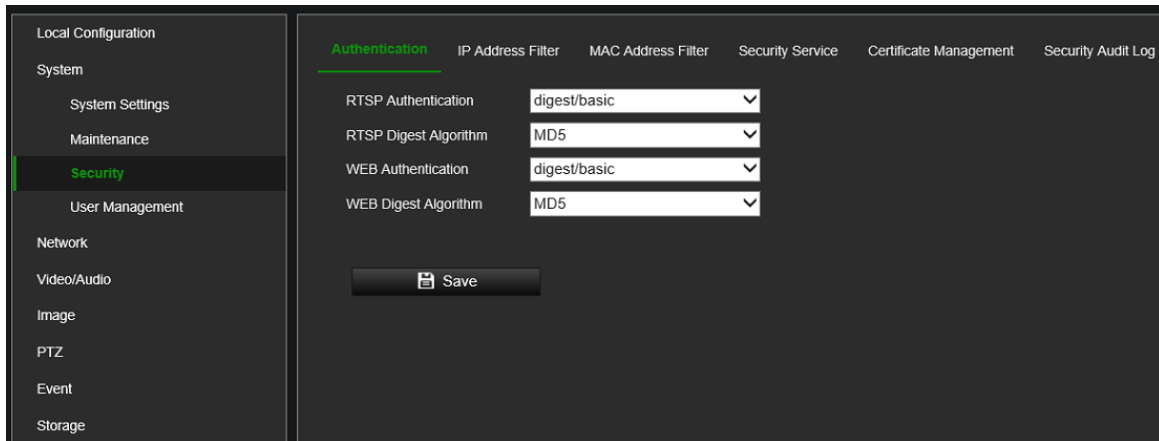 Local Configuration
System
System Settings
Maintenance
Security
User Management
Network
Video/Audio
Image
PTZ
Event
Storage
Authentication IP Address Filter MAC Address Filter Security Service Certificate Management Security Audit Log
RTSP Authentication digest/basic
RTSP Digest Algorithm MD5
WEB Authentication digest/basic
WEB Digest Algorithm MD5
Save